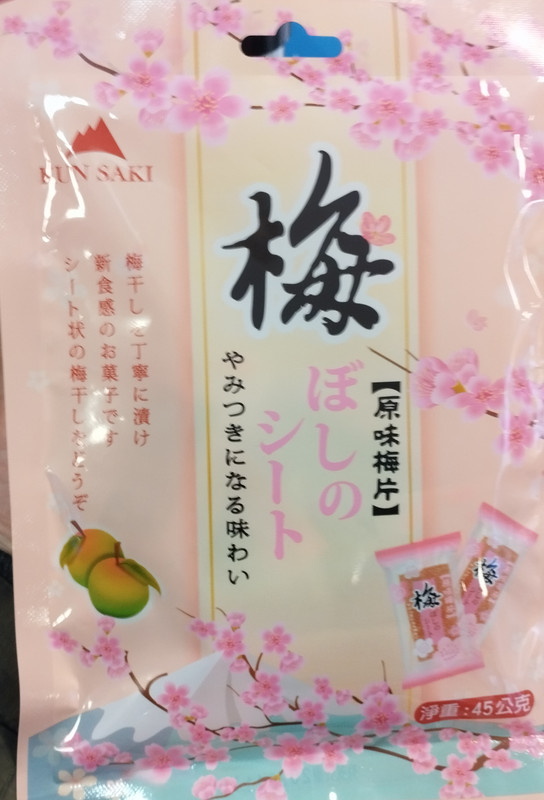 KUN SAKI
梅
ぼしの
シート
【原味梅片】
やみつきになる味わい
梅干しを丁寧に漬け
新食感のお菓子です
シート状の梅干しをどうぞ
梅
梅
淨重:45公克